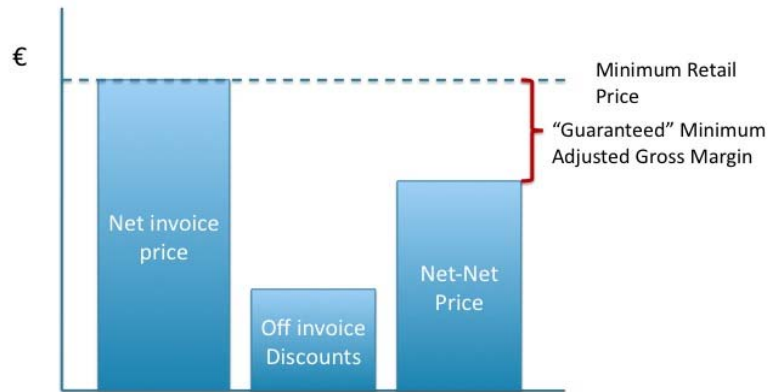 €
Minimum Retail
Price
“Guaranteed” Minimum
Adjusted Gross Margin
Net invoice
price
Off invoice
Discounts
Net-Net
Price